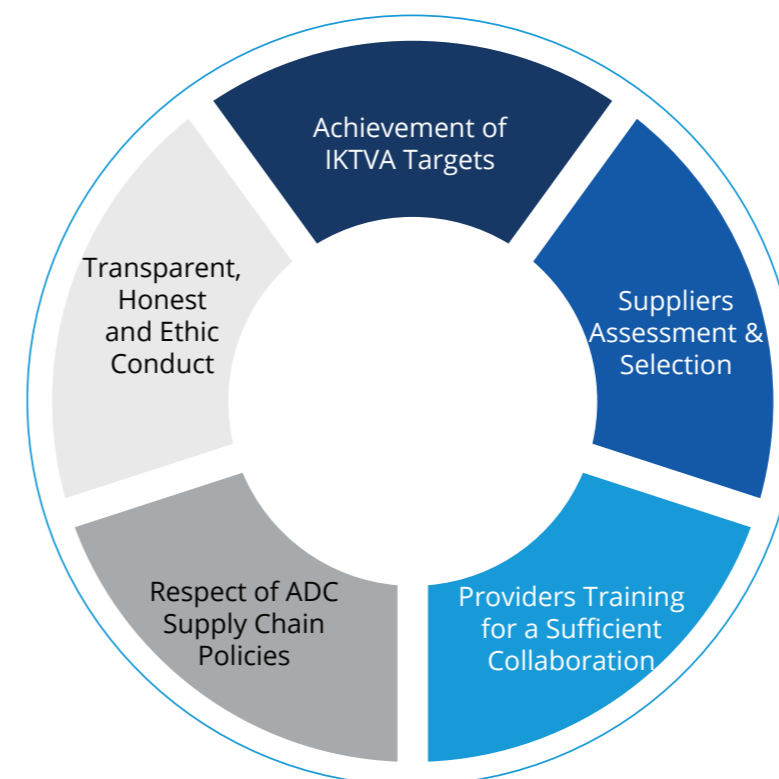 Achievement of
IKTVA Targets
Suppliers
Assessment &
Selection
Providers Training
for a Sufficient
Collaboration
Respect of ADC
Supply Chain
Policies
Transparent,
Honest
and Ethic
Conduct